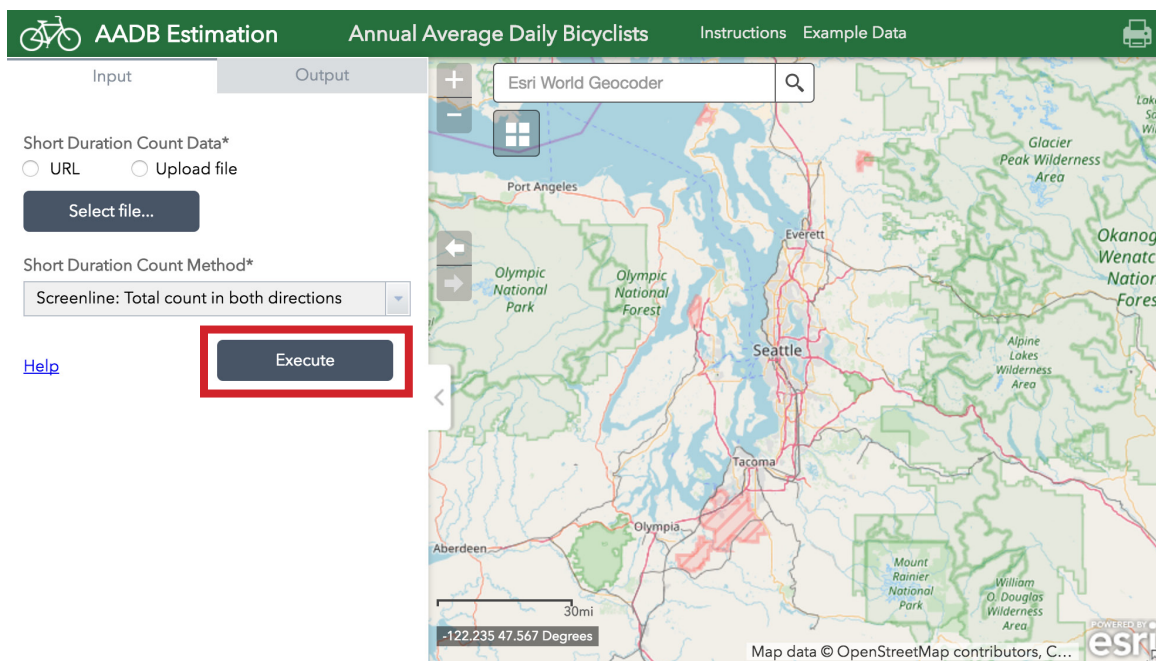 AADB Estimation
Annual Average Daily Bicyclists
Instructions
Example Data
Input
Output
Short Duration Count Data*
URL
Upload file
Select file...
Short Duration Count Method*
Screenline: Total count in both directions
Help
Execute
+
−
Esri World Geocoder
Port Angeles
Glacier
Peak Wilderness
Area
Everett
Okanog
Wenatc
Nation
Fores
Olympic
National
Park
Olympic
National
Forest
Seattle
Alpine
Lakes
Wilderness
Area
Tacoma
Olympia
Aberdeen
Mount
Rainier
National
Park
William
O. Douglas
Wilderness
Area
30mi
-122.235 47.567 Degrees
POWERED BY
esri
Map data © OpenStreetMap contributors, C...